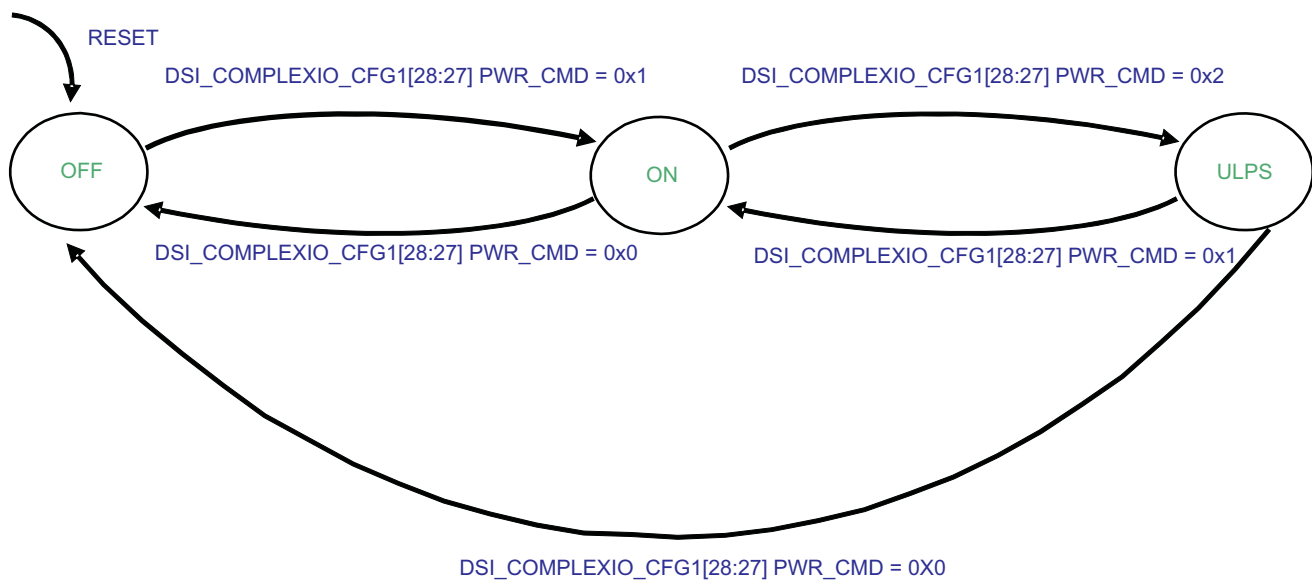 RESET
DSI_COMPLEXIO_CFG1[28:27] PWR_CMD = 0x1
DSI_COMPLEXIO_CFG1[28:27] PWR_CMD = 0x2
OFF
ON
ULPS
DSI_COMPLEXIO_CFG1[28:27] PWR_CMD = 0x0
DSI_COMPLEXIO_CFG1[28:27] PWR_CMD = 0x1
DSI_COMPLEXIO_CFG1[28:27] PWR_CMD = 0X0